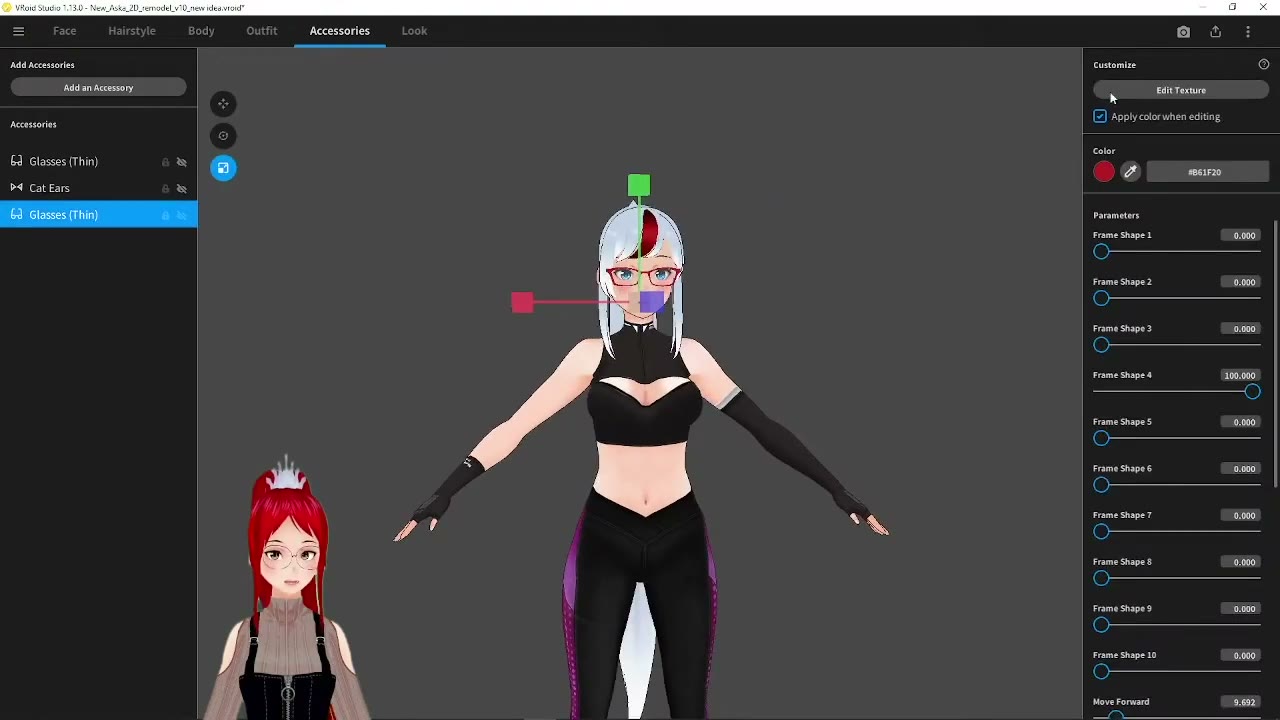 VRoid Studio 1.13.0 - New_Aska_2D_remodel_v10_new idea.vroid*
Face Hairstyle Body Outfit Accessories Look
Add Accessories
Add an Accessory
Accessories
Glasses (Thin)
Cat Ears
Glasses (Thin)
Customize
Edit Texture
Apply color when editing
Color
#B61F20
Parameters
Frame Shape 1 0.000
Frame Shape 2 0.000
Frame Shape 3 0.000
Frame Shape 4 100.000
Frame Shape 5 0.000
Frame Shape 6 0.000
Frame Shape 7 0.000
Frame Shape 8 0.000
Frame Shape 9 0.000
Frame Shape 10 0.000
Move Forward 9.692